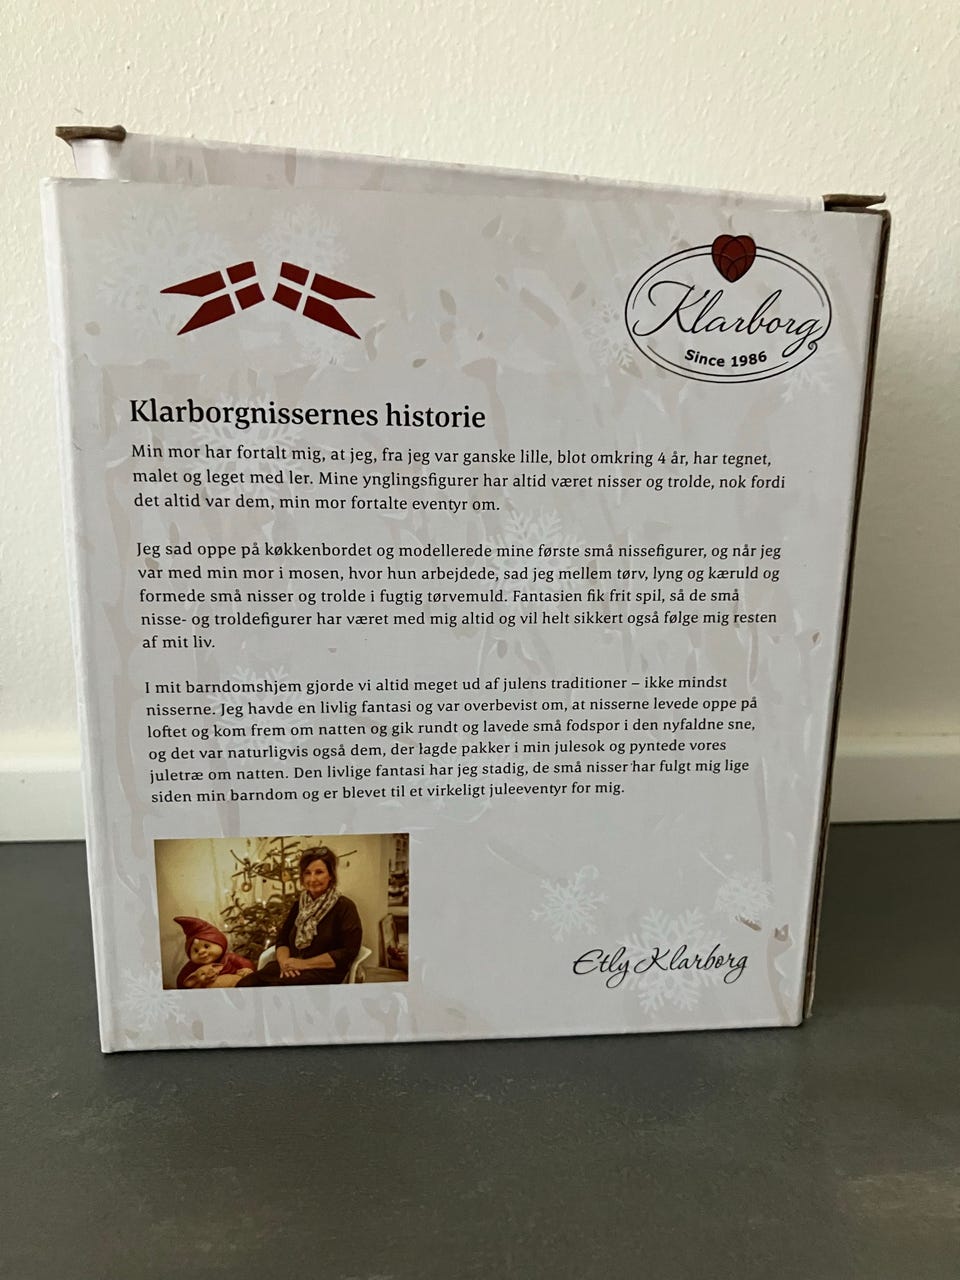 Klarborg
Since 1986
Klarborgnissernes historie
Min mor har fortalt mig, at jeg, fra jeg var ganske lille, blot omkring 4 år, har tegnet,
malet og leget med ler. Mine ynglingsfigurer har altid været nisser og trolde, nok fordi
det altid var dem, min mor fortalte eventyr om.
Jeg sad oppe på køkkenbordet og modellerede mine første små nissefigurer, og når jeg
var med min mor i mosen, hvor hun arbejdede, sad jeg mellem tørv, lyng og kæruld og
formede små nisser og trolde i fugtig tørvemuld. Fantasien fik frit spil, så de små
nisse- og troldefigurer har været med mig altid og vil helt sikkert også følge mig resten
af mit liv.
I mit barndomshjem gjorde vi altid meget ud af julens traditioner – ikke mindst
nisserne. Jeg havde en livlig fantasi og var overbevist om, at nisserne levede oppe på
loftet og kom frem om natten og gik rundt og lavede små fodspor i den nyfaldne sne,
og det var naturligvis også dem, der lagde pakker i min julesok og pyntede vores
juletræ om natten. Den livlige fantasi har jeg stadig, de små nisser har fulgt mig lige
siden min barndom og er blevet til et virkeligt juleeventyr for mig.
Etly Klarborg